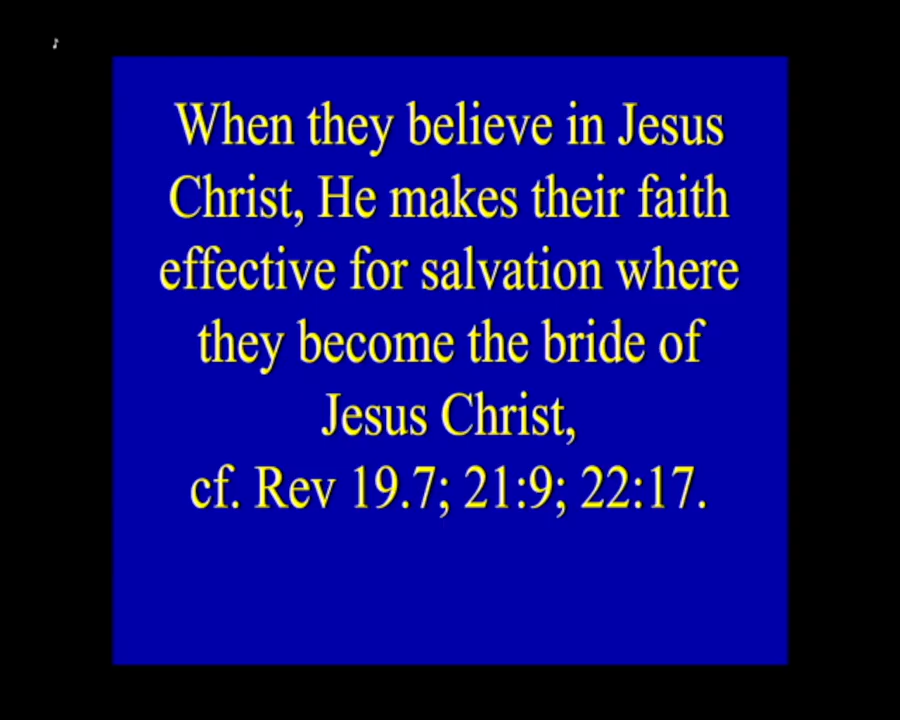 When they believe in Jesus
Christ, He makes their faith
effective for salvation where
they become the bride of
Jesus Christ,
cf. Rev 19.7; 21:9; 22:17.